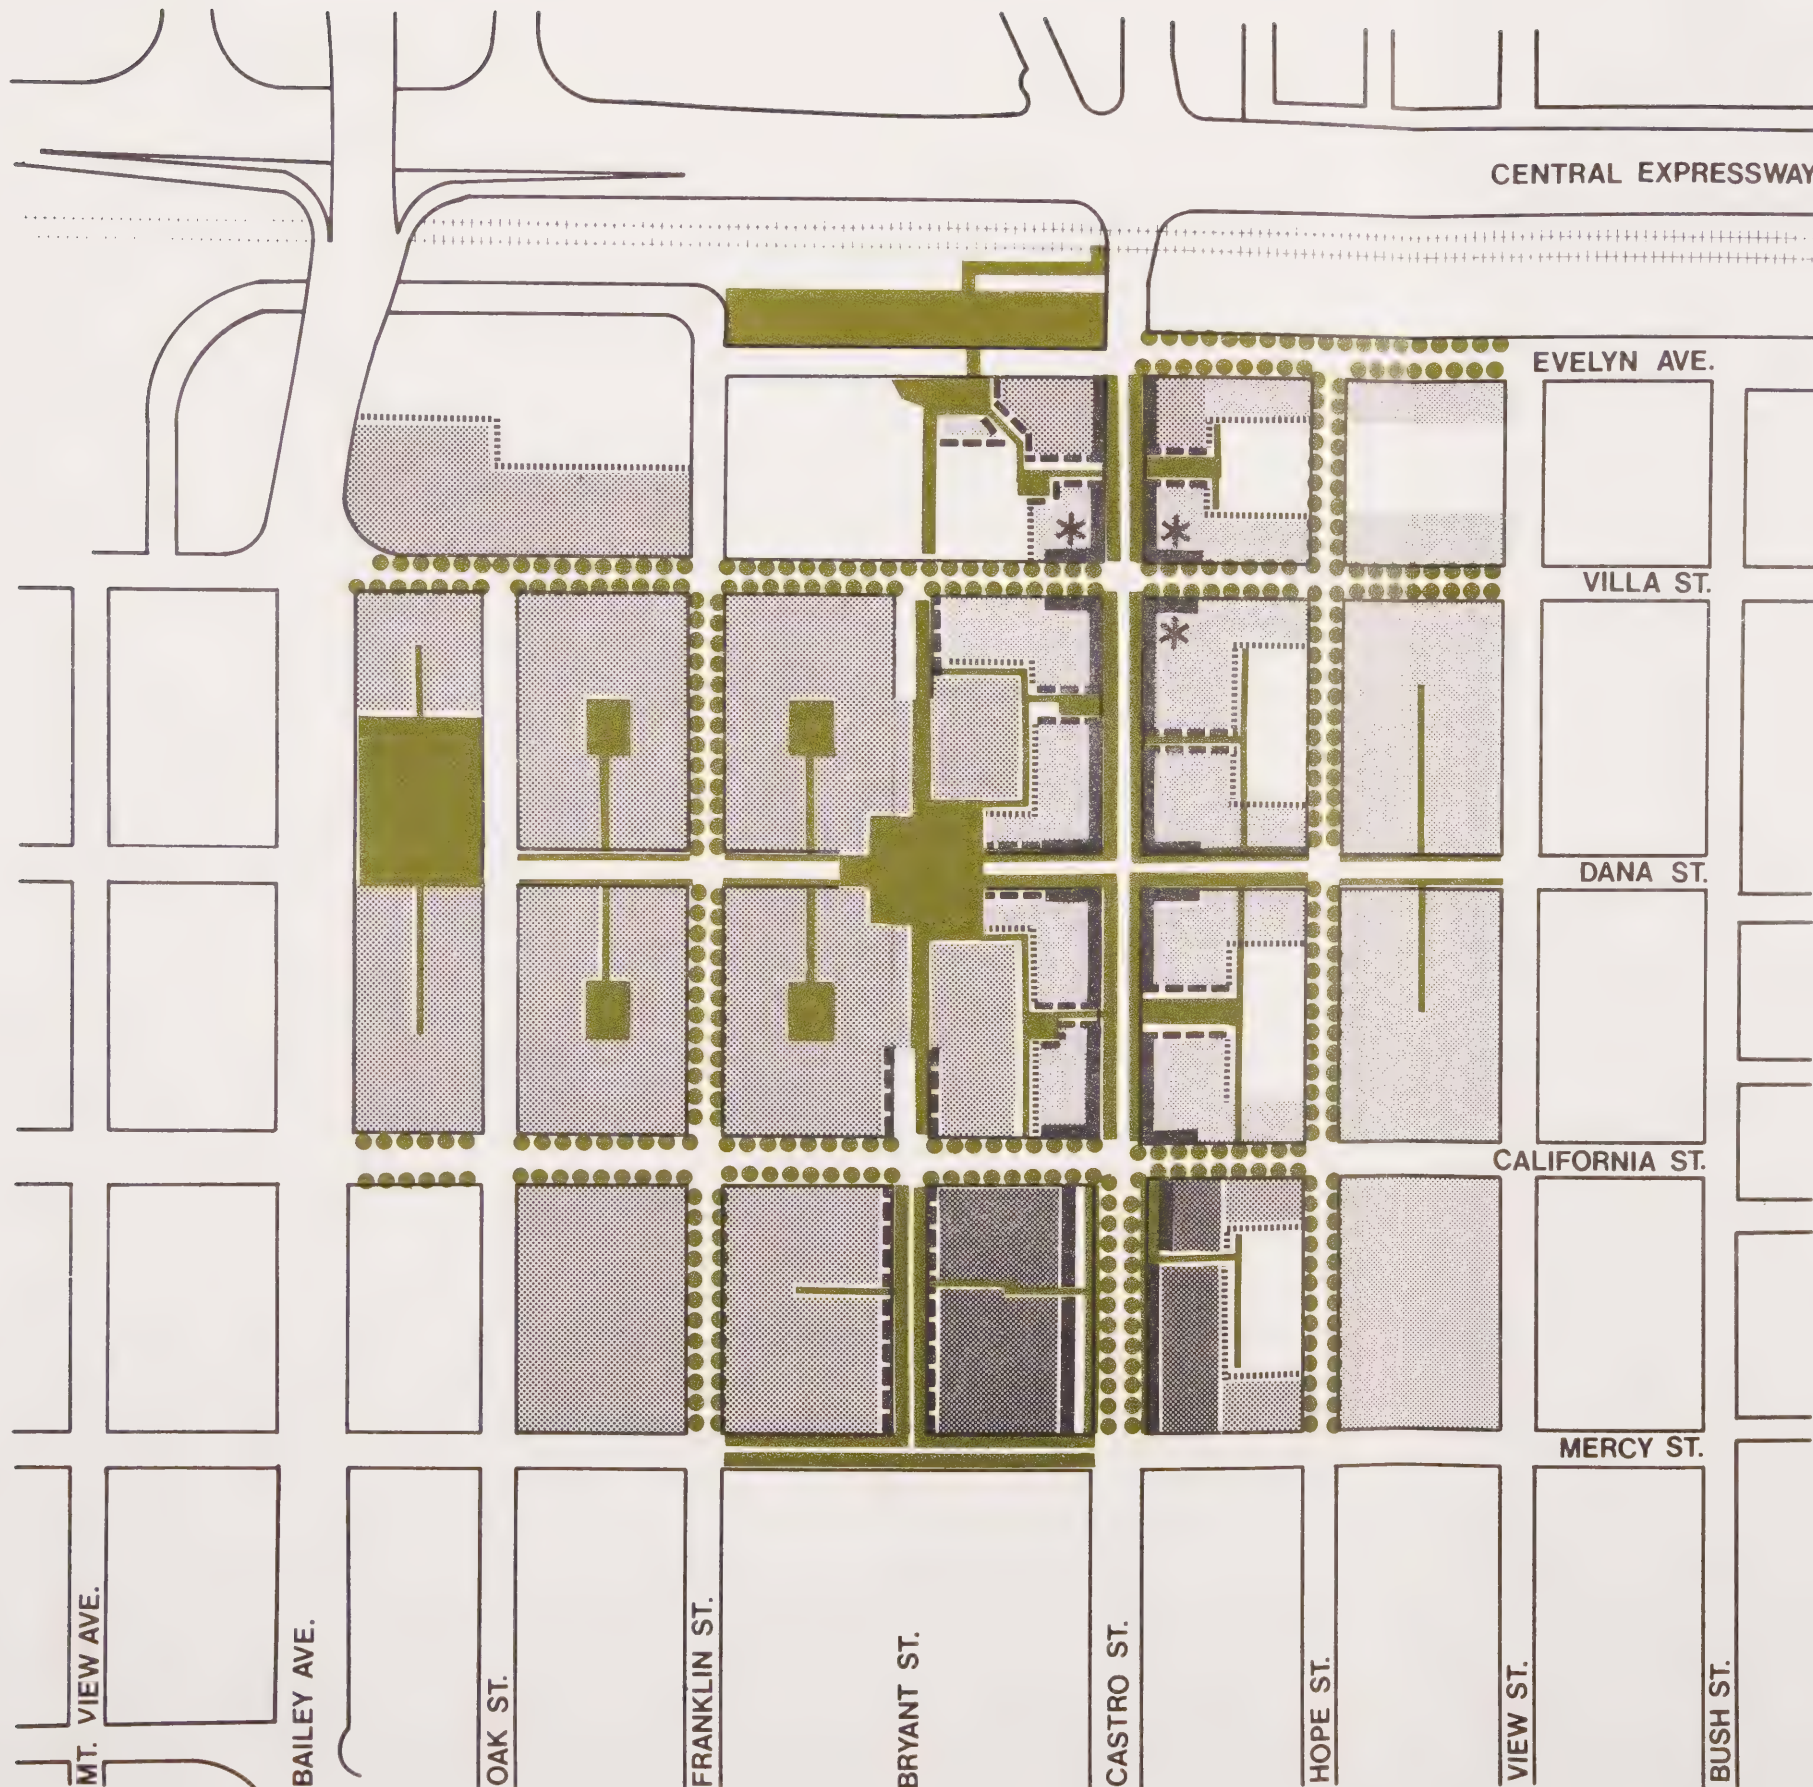 CENTRAL EXPRESSWAY
EVELYN AVE.
VILLA ST.
DANA ST.
CALIFORNIA ST.
MERCY ST.
MT. VIEW AVE.
BAILEY AVE.
OAK ST.
FRANKLIN ST.
BRYANT ST.
CASTRO ST.
HOPE ST.
VIEW ST.
BUSH ST.